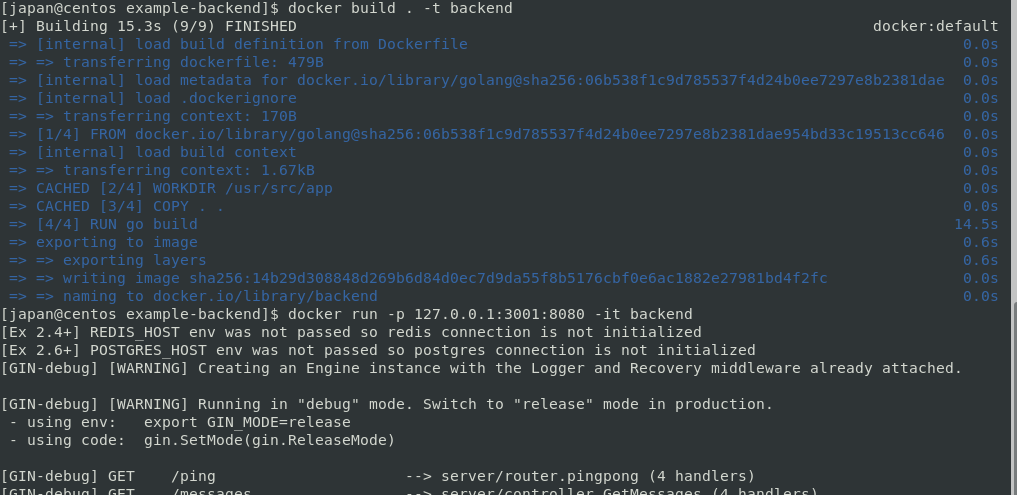 [japan@centos example-backend]$ docker build . -t backend
[+] Building 15.3s (9/9) FINISHED docker:default
=> [internal] load build definition from Dockerfile 0.0s
=> => transferring dockerfile: 479B 0.0s
=> [internal] load metadata for docker.io/library/golang@sha256:06b538f1c9d785537f4d24b0ee7297e8b2381dae 0.0s
=> [internal] load .dockerignore 0.0s
=> => transferring context: 170B 0.0s
=> [1/4] FROM docker.io/library/golang@sha256:06b538f1c9d785537f4d24b0ee7297e8b2381dae954bd33c19513cc646 0.0s
=> [internal] load build context 0.0s
=> => transferring context: 1.67kB 0.0s
=> CACHED [2/4] WORKDIR /usr/src/app 0.0s
=> CACHED [3/4] COPY . . 0.0s
=> [4/4] RUN go build 14.5s
=> exporting to image 0.6s
=> => exporting layers 0.6s
=> => writing image sha256:14b29d308848d269b6d84d0ec7d9da55f8b5176cbf0e6ac1882e27981bd4f2fc 0.0s
=> => naming to docker.io/library/backend 0.0s
[japan@centos example-backend]$ docker run -p 127.0.0.1:3001:8080 -it backend
[Ex 2.4+] REDIS_HOST env was not passed so redis connection is not initialized
[Ex 2.6+] POSTGRES_HOST env was not passed so postgres connection is not initialized
[GIN-debug] [WARNING] Creating an Engine instance with the Logger and Recovery middleware already attached.
[GIN-debug] [WARNING] Running in "debug" mode. Switch to "release" mode in production.
- using env: export GIN_MODE=release
- using code: gin.SetMode(gin.ReleaseMode)
[GIN-debug] GET /ping --> server/router.pingpong (4 handlers)
[GIN-debug] GET /messages --> server/controller.GetMessages (4 handlers)